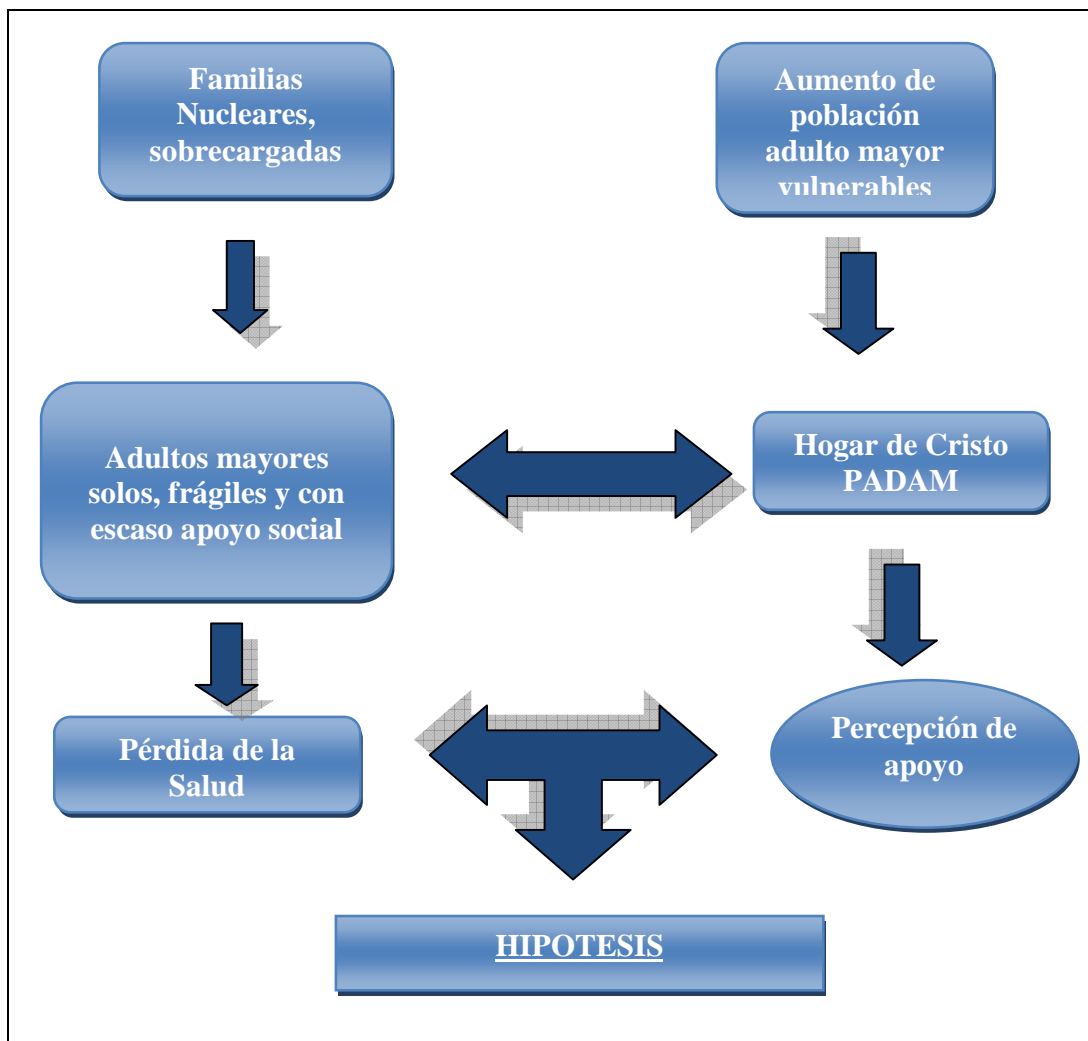 Familias
Nucleares,
sobrecargadas
Aumento de
población
adulto mayor
vulnerables
Adultos mayores
solos, frágiles y con
escaso apoyo social
Hogar de Cristo
PADAM
Pérdida de la
Salud
Percepción de
apoyo
HIPOTESIS